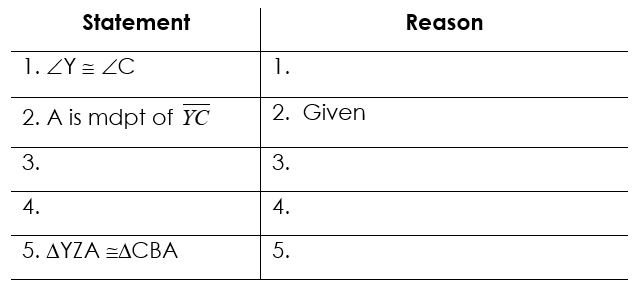 Statement Reason
1. ∠Y ≅ ∠C 1.
2. A is mdpt of \overline{YC} 2. Given
3. 3.
4. 4.
5. ΔYZA ≅ΔCBA 5.